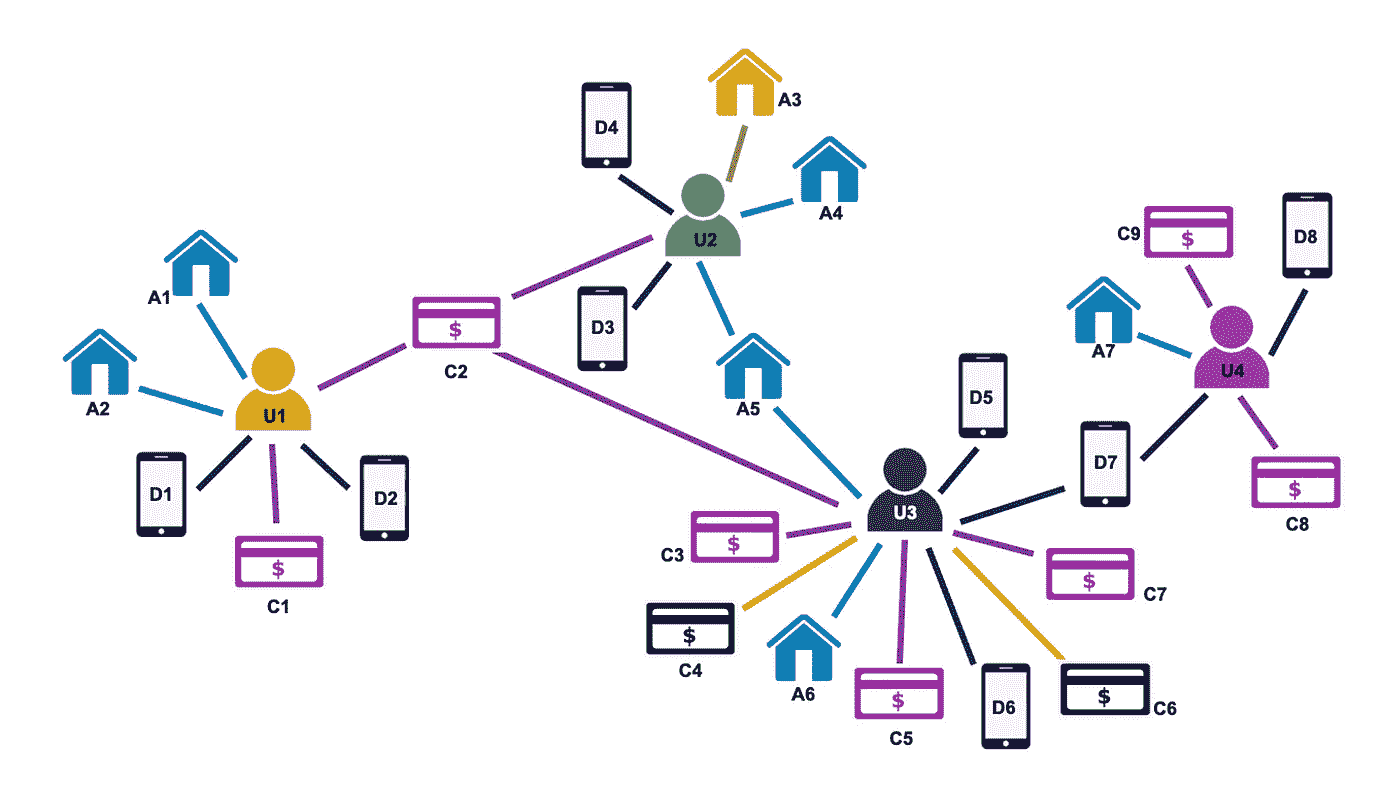 A3
D4
A4
C9
$
D8
U2
A1
D3
$
C2
A7
U4
A2
A5
D5
U1
D7
D1
D2
$
C8
U3
$
C3
$
C1
$
C7
$
C4
A6
$
C5
D6
$
C6